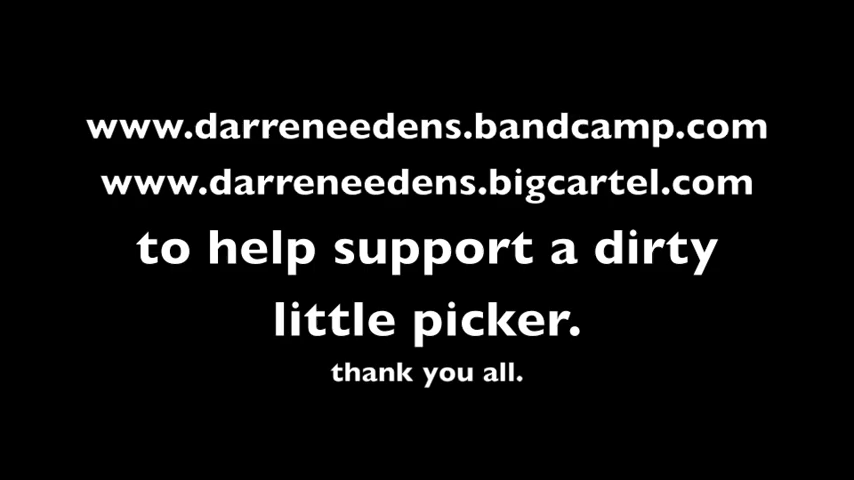 www.darreneedens.bandcamp.com
www.darreneedens.bigcartel.com
to help support a dirty
little picker.
thank you all.